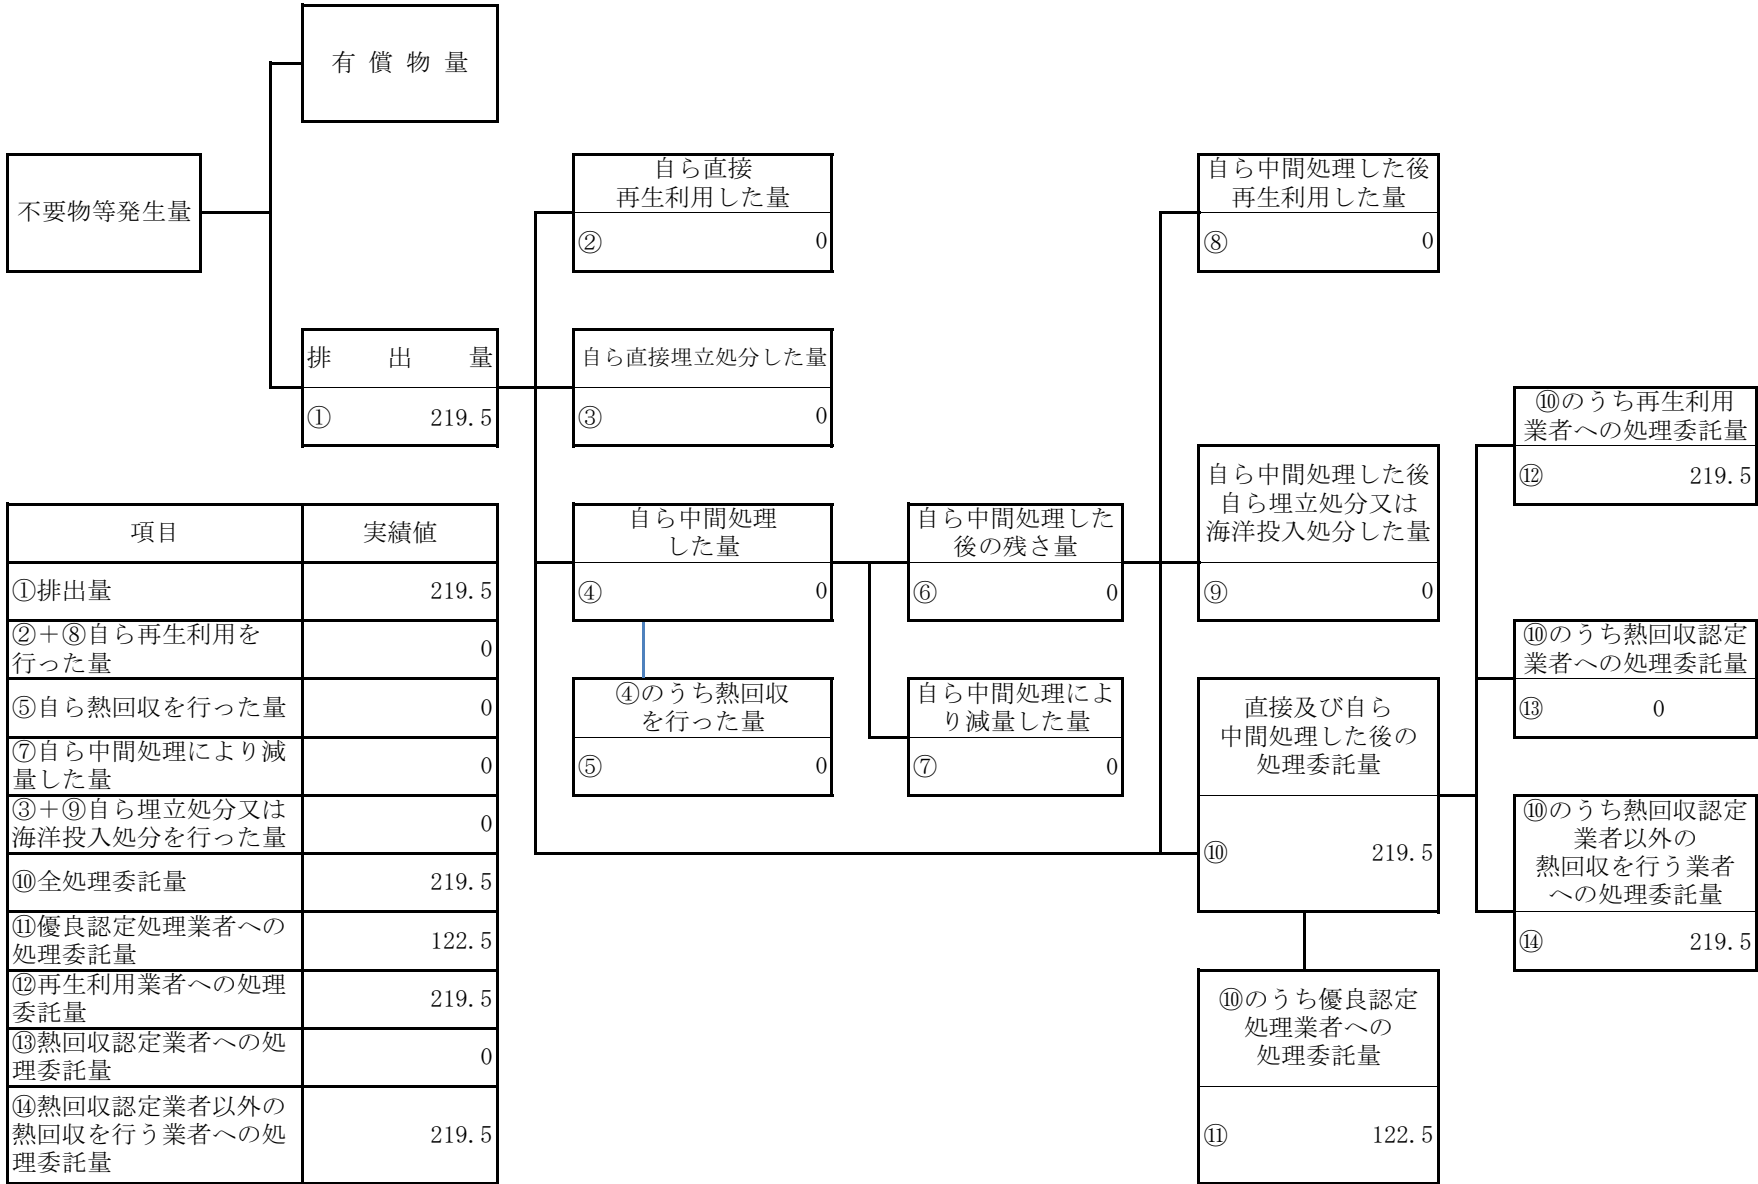 有償物量
不要物等発生量
排出量
① 219.5
自ら直接
再生利用した量
② 0
自ら直接埋立処分した量
③ 0
自ら中間処理
した量
④ 0
④のうち熱回収
を行った量
⑤ 0
自ら中間処理した
後の残さ量
⑥ 0
自ら中間処理によ
り減量した量
⑦ 0
自ら中間処理した後
再生利用した量
⑧ 0
自ら中間処理した後
自ら埋立処分又は
海洋投入処分した量
⑨ 0
直接及び自ら
中間処理した後の
処理委託量
⑩ 219.5
⑩のうち優良認定
処理業者への
処理委託量
⑪ 122.5
⑩のうち再生利用
業者への処理委託量
⑫ 219.5
⑩のうち熱回収認定
業者への処理委託量
⑬ 0
⑩のうち熱回収認定
業者以外の
熱回収を行う業者
への処理委託量
⑭ 219.5
項目 実績値
①排出量 219.5
②＋⑧自ら再生利用を
行った量 0
⑤自ら熱回収を行った量 0
⑦自ら中間処理により減
量した量 0
③＋⑨自ら埋立処分又は
海洋投入処分を行った量 0
⑩全処理委託量 219.5
⑪優良認定処理業者への
処理委託量 122.5
⑫再生利用業者への処理
委託量 219.5
⑬熱回収認定業者への処
理委託量 0
⑭熱回収認定業者以外の
熱回収を行う業者への処
理委託量 219.5